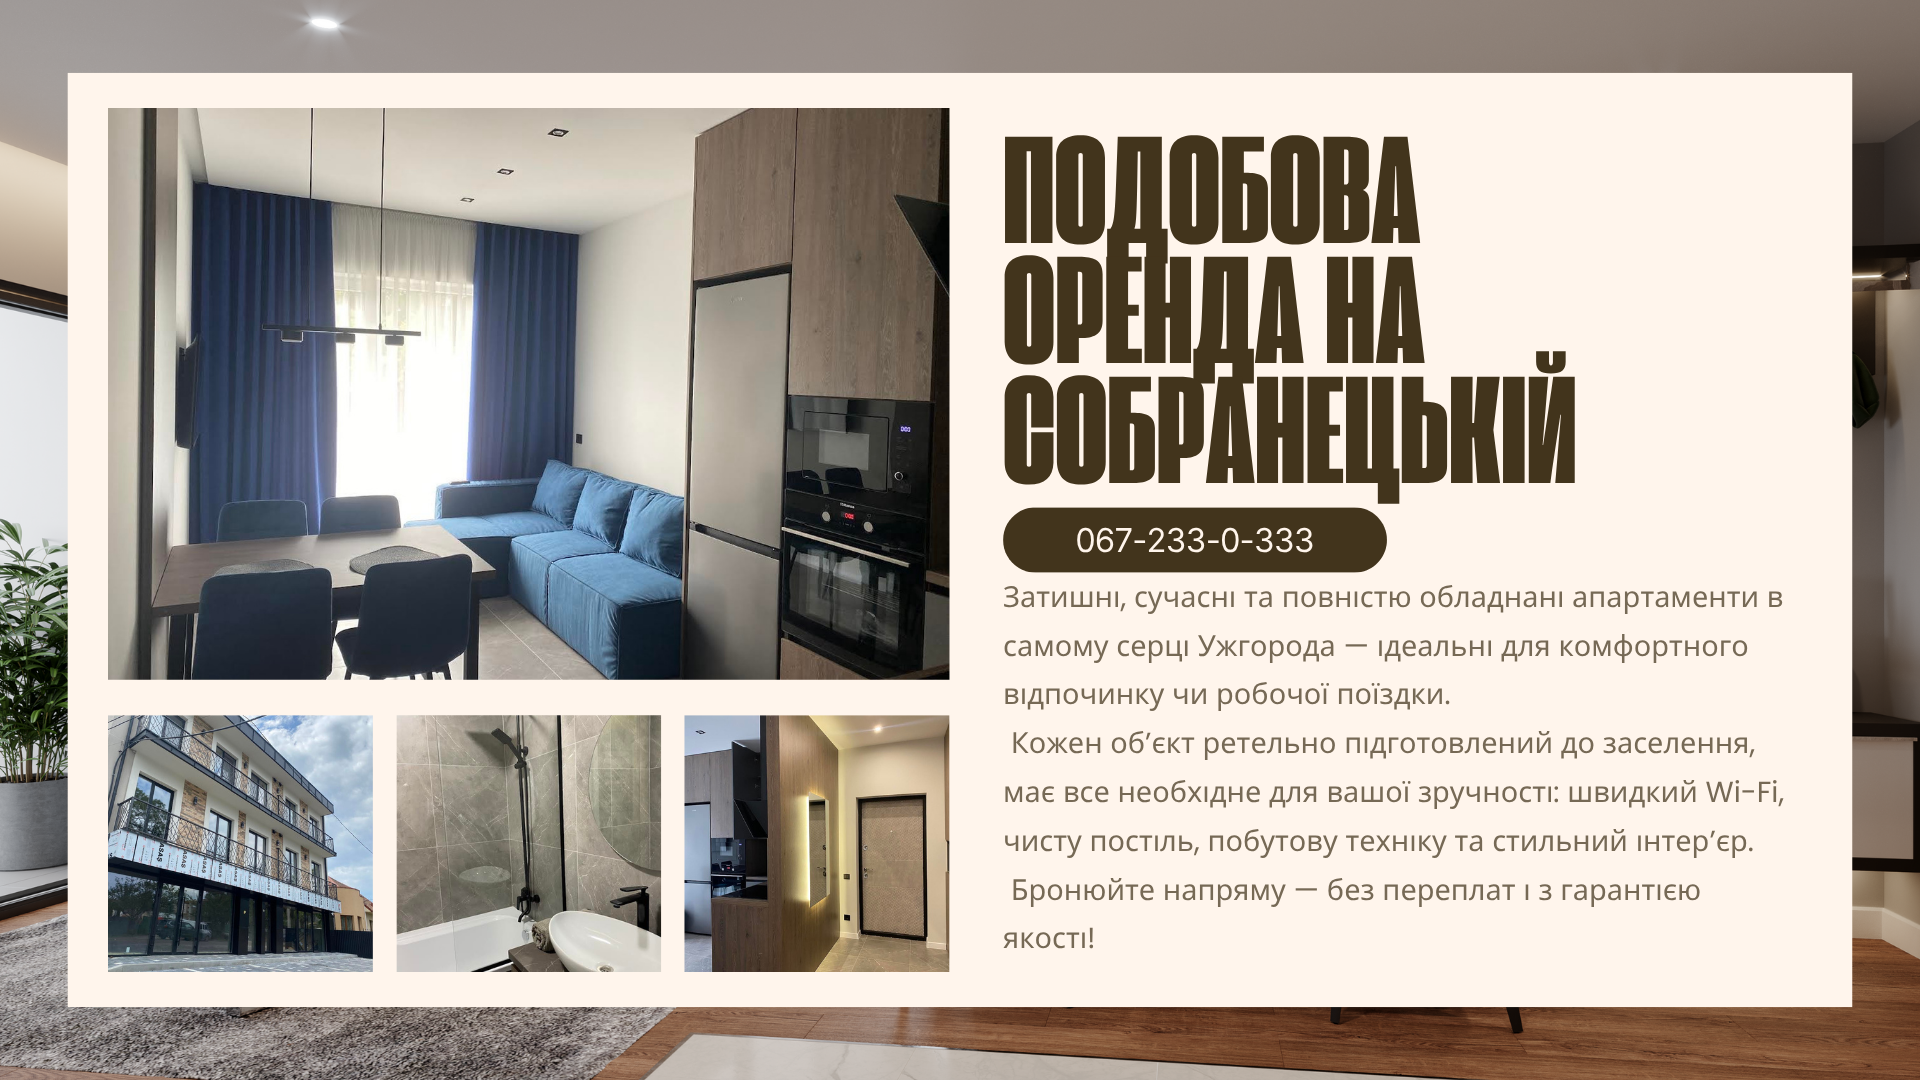 ПОДОБОВА
ОРЕНДА НА
СОБРАНЕЦЬКІЙ
067-233-0-333
Затишні, сучасні та повністю обладнані апартаменти в
самому серці Ужгорода — ідеальні для комфортного
відпочинку чи робочої поїздки.
Кожен об’єкт ретельно підготовлений до заселення,
має все необхідне для вашої зручності: швидкий Wi-Fi,
чисту постіль, побутову техніку та стильний інтер’єр.
Бронюйте напряму — без переплат і з гарантією
якості!